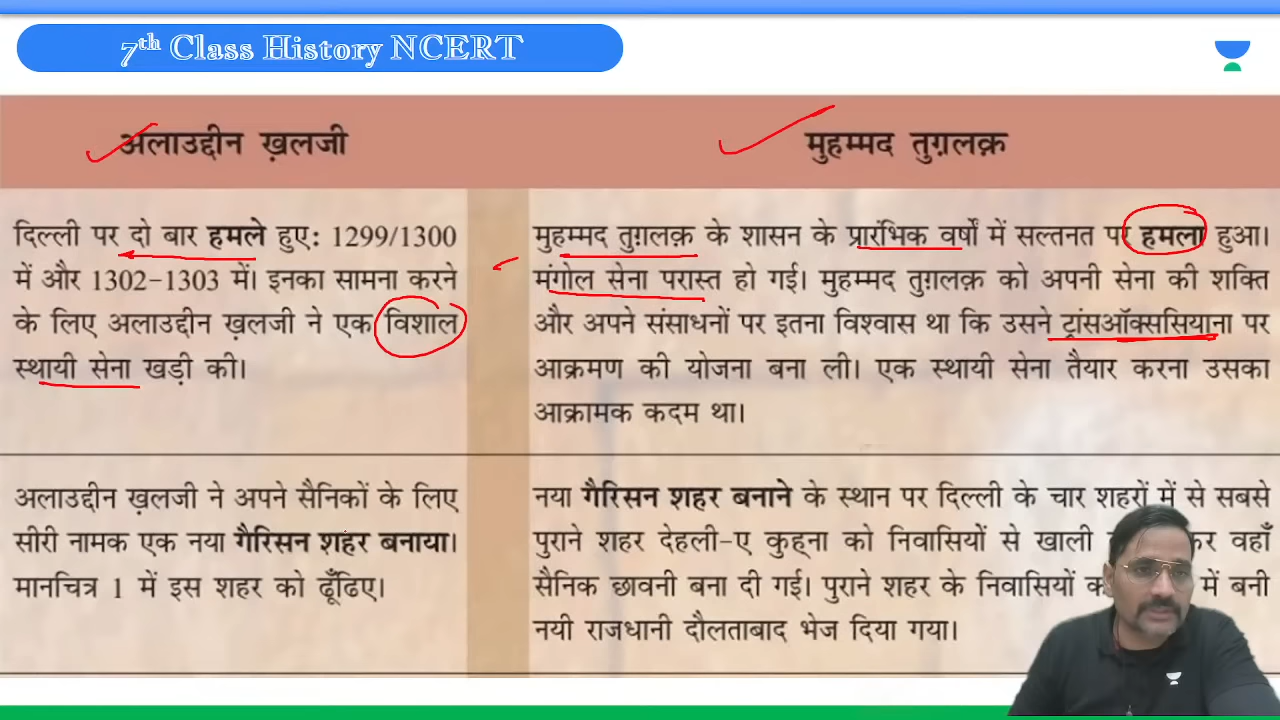 7th Class History NCERT
अलाउद्दीन ख़लजी
मुहम्मद तुग़लक़
दिल्ली पर दो बार हमले हुए: 1299/1300
में और 1302-1303 में। इनका सामना करने
के लिए अलाउद्दीन ख़लजी ने एक विशाल
स्थायी सेना खड़ी की।
मुहम्मद तुग़लक़ के शासन के प्रारंभिक वर्षों में सल्तनत पर हमला हुआ।
मंगोल सेना परास्त हो गई। मुहम्मद तुग़लक़ को अपनी सेना की शक्ति
और अपने संसाधनों पर इतना विश्वास था कि उसने ट्रांसऑक्ससियाना पर
आक्रमण की योजना बना ली। एक स्थायी सेना तैयार करना उसका
आक्रामक कदम था।
अलाउद्दीन ख़लजी ने अपने सैनिकों के लिए
सीरी नामक एक नया गैरिसन शहर बनाया।
मानचित्र 1 में इस शहर को ढूँढिए।
नया गैरिसन शहर बनाने के स्थान पर दिल्ली के चार शहरों में से सबसे
पुराने शहर देहली-ए कुह्ना को निवासियों से खाली वहाँ
सैनिक छावनी बना दी गई। पुराने शहर के निवासियों में बनी
नयी राजधानी दौलताबाद भेज दिया गया।